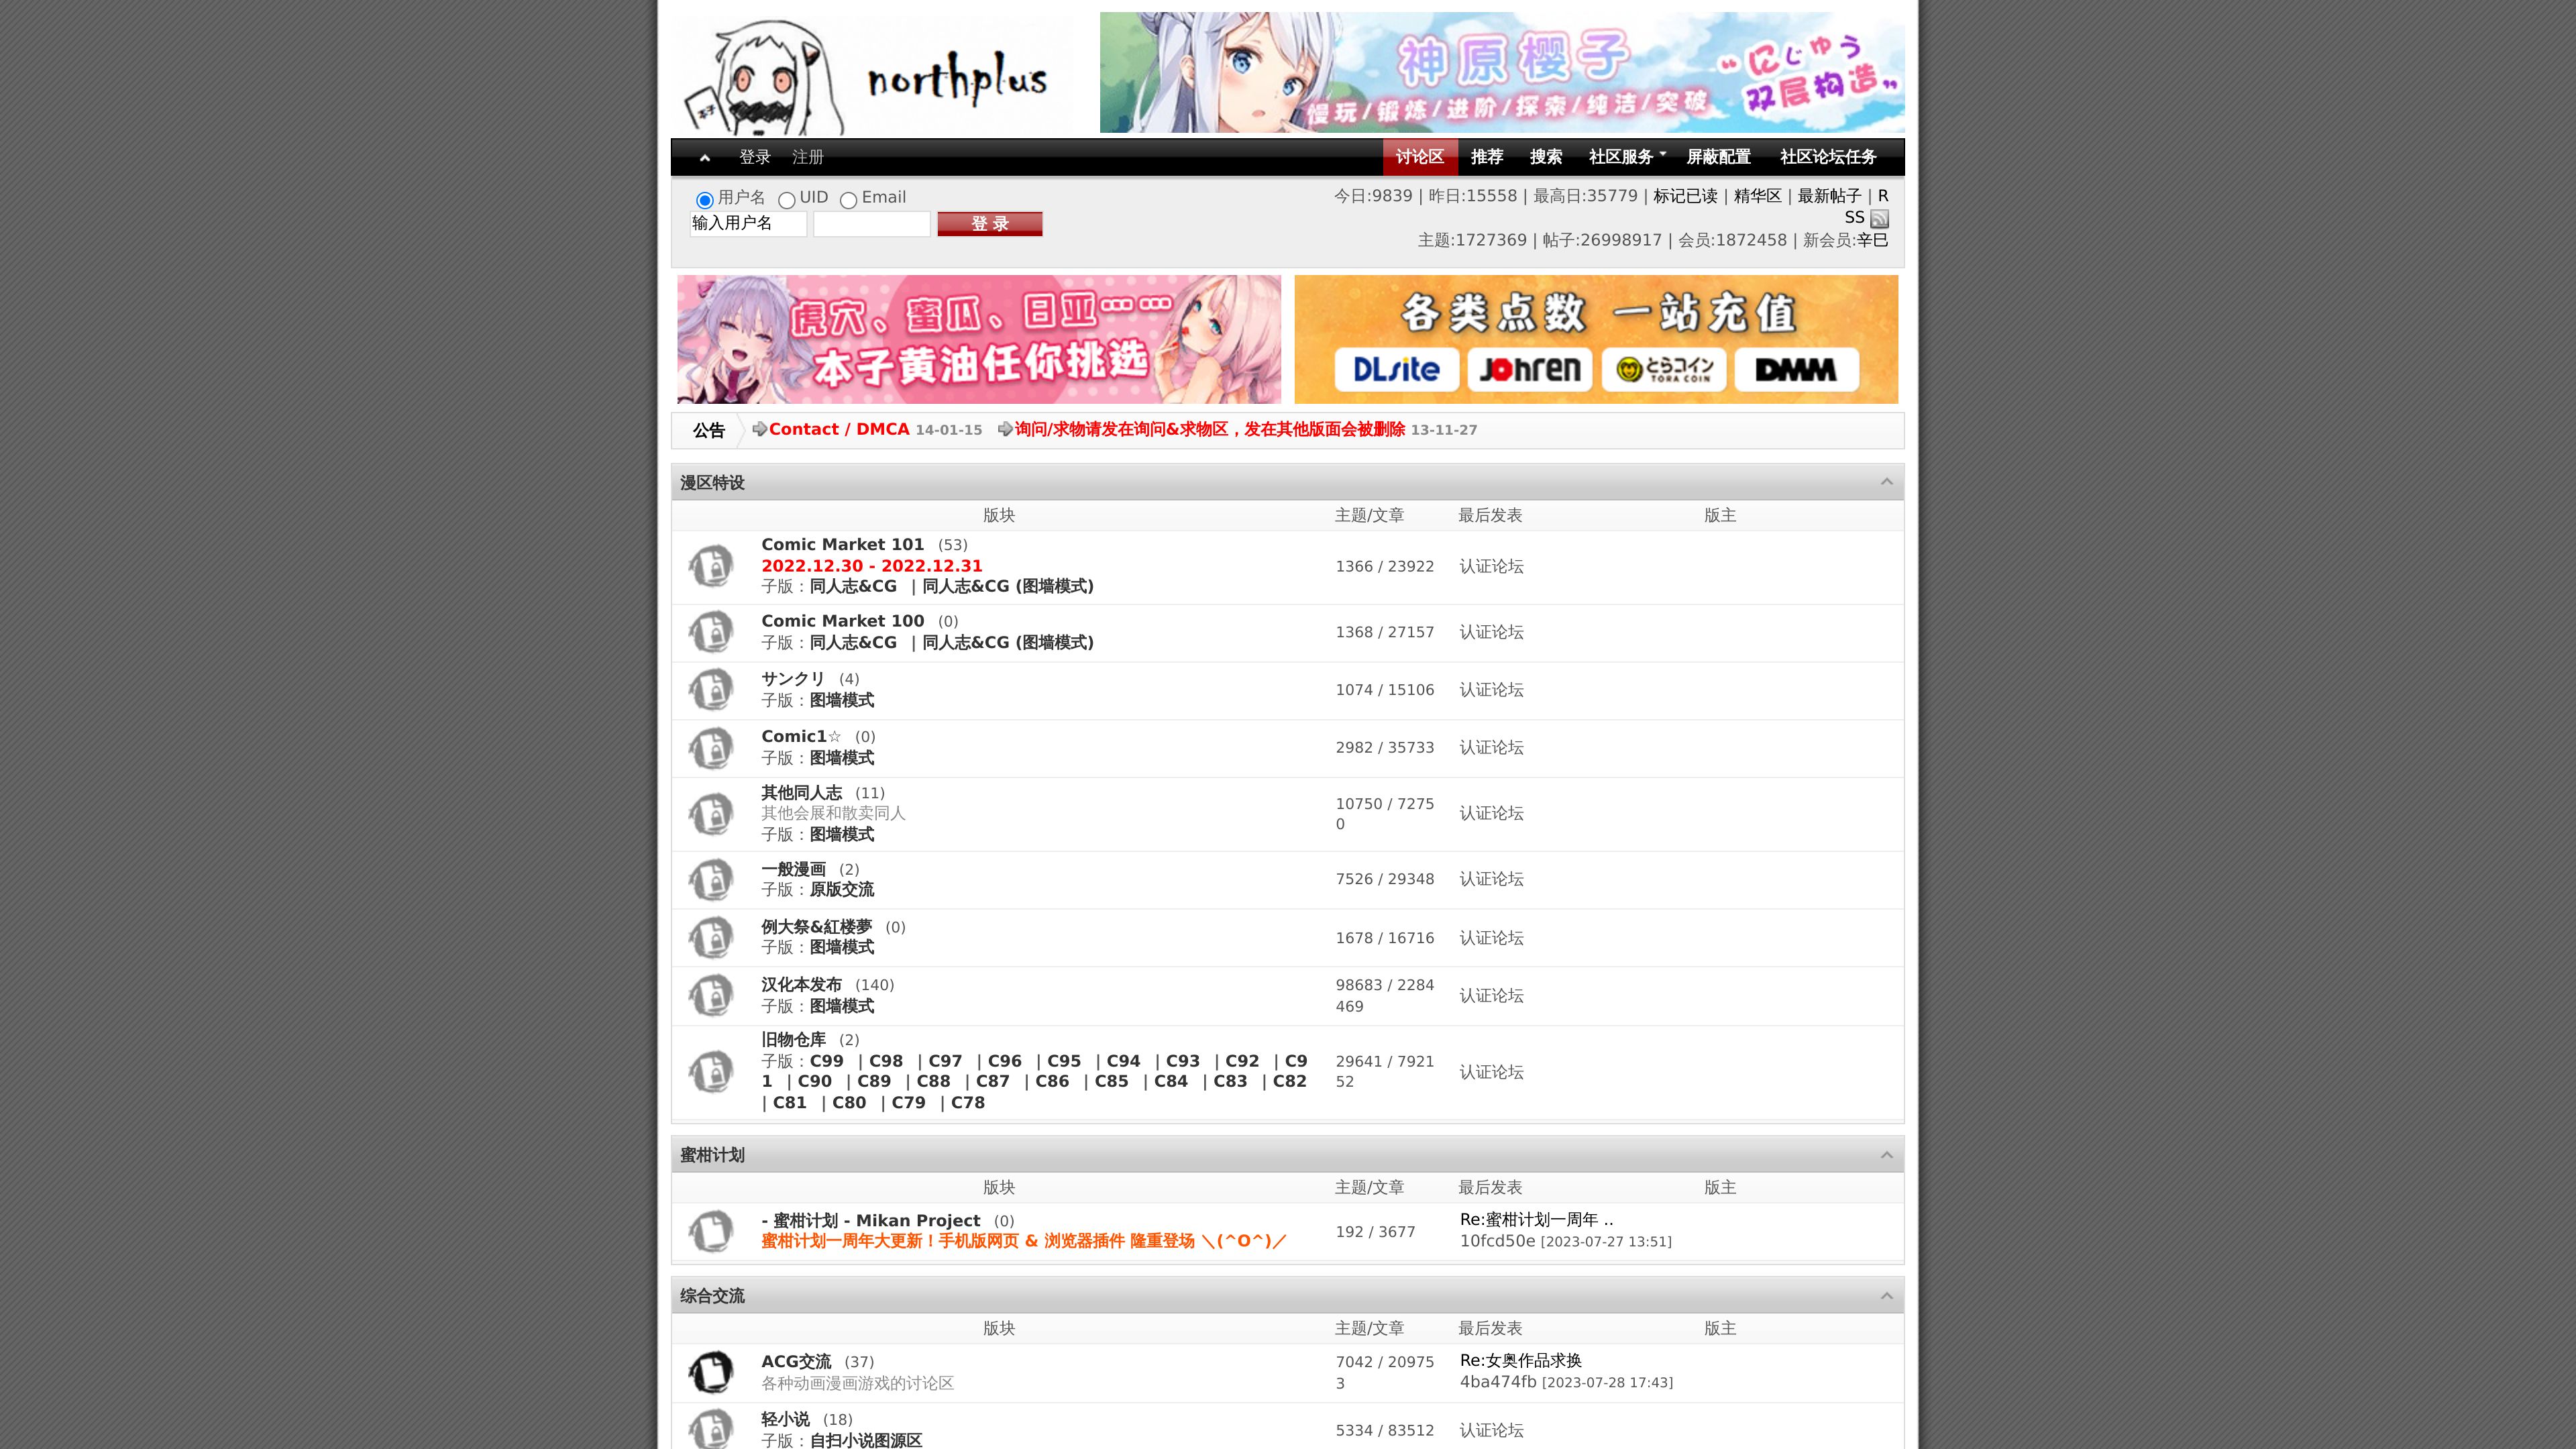 northplus
神原樱子
慢玩/锻炼/进阶/探索/纯洁/突破
"にじゅう
双层构造"
登录 注册 讨论区 推荐 搜索 社区服务 屏蔽配置 社区论坛任务
用户名 UID Email
输入用户名 登 录
今日:9839 | 昨日:15558 | 最高日:35779 | 标记已读 | 精华区 | 最新帖子 | R
SS
主题:1727369 | 帖子:26998917 | 会员:1872458 | 新会员:辛巳
虎穴、蜜瓜、日亚……
本子黄油任你挑选
各类点数 一站充值
DLsite Johren とらコイン TORA COIN DMM
公告 Contact / DMCA 14-01-15 询问/求物请发在询问&求物区，发在其他版面会被删除 13-11-27
漫区特设
版块 主题/文章 最后发表 版主
Comic Market 101 (53)
2022.12.30 - 2022.12.31
子版：同人志&CG | 同人志&CG (图墙模式)
1366 / 23922 认证论坛
Comic Market 100 (0)
子版：同人志&CG | 同人志&CG (图墙模式)
1368 / 27157 认证论坛
サンクリ (4)
子版：图墙模式
1074 / 15106 认证论坛
Comic1☆ (0)
子版：图墙模式
2982 / 35733 认证论坛
其他同人志 (11)
其他会展和散卖同人
子版：图墙模式
10750 / 7275
0
认证论坛
一般漫画 (2)
子版：原版交流
7526 / 29348 认证论坛
例大祭&紅楼夢 (0)
子版：图墙模式
1678 / 16716 认证论坛
汉化本发布 (140)
子版：图墙模式
98683 / 2284
469
认证论坛
旧物仓库 (2)
子版：C99 | C98 | C97 | C96 | C95 | C94 | C93 | C92 | C9
1 | C90 | C89 | C88 | C87 | C86 | C85 | C84 | C83 | C82
| C81 | C80 | C79 | C78
29641 / 7921
52
认证论坛
蜜柑计划
版块 主题/文章 最后发表 版主
- 蜜柑计划 - Mikan Project (0)
蜜柑计划一周年大更新！手机版网页 & 浏览器插件 隆重登场 ＼(^O^)／
192 / 3677
Re:蜜柑计划一周年 ..
10fcd50e [2023-07-27 13:51]
综合交流
版块 主题/文章 最后发表 版主
ACG交流 (37)
各种动画漫画游戏的讨论区
7042 / 20975
3
Re:女奥作品求换
4ba474fb [2023-07-28 17:43]
轻小说 (18)
子版：自扫小说图源区
5334 / 83512 认证论坛